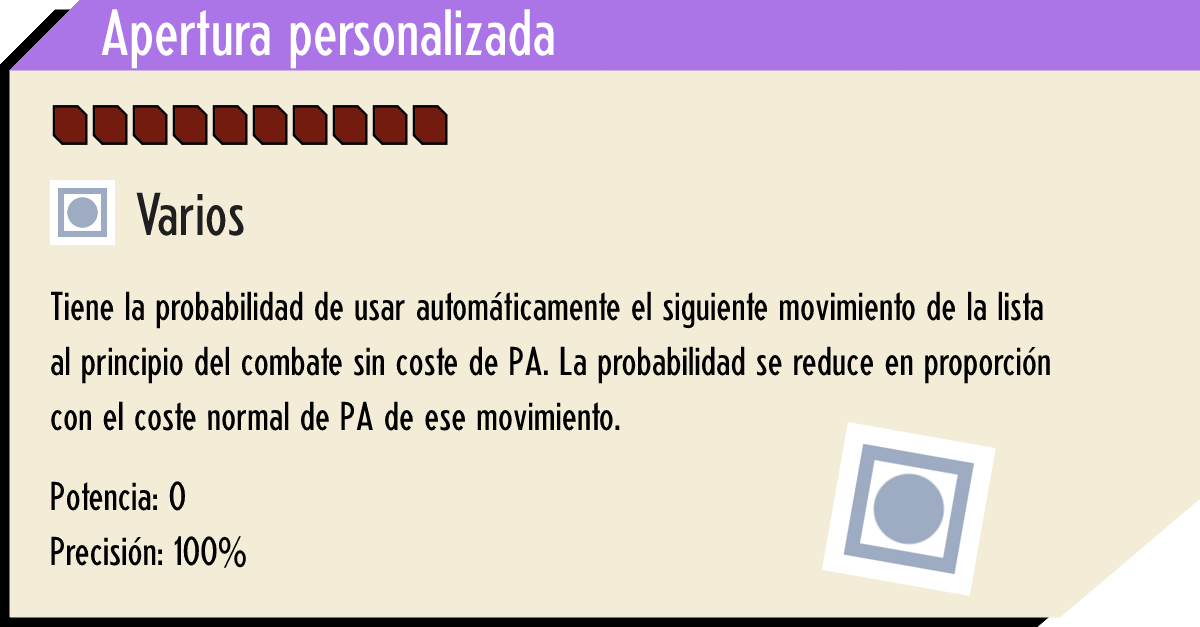 Apertura personalizada
Varios
Tiene la probabilidad de usar automáticamente el siguiente movimiento de la lista
al principio del combate sin coste de PA. La probabilidad se reduce en proporción
con el coste normal de PA de ese movimiento.
Potencia: 0
Precisión: 100%